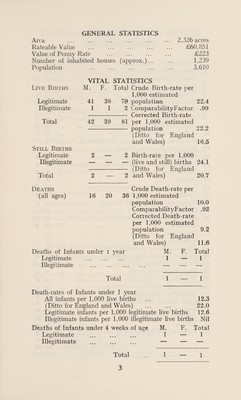 GENERAL STATISTICS
Area ... ... ... ... ... ... 2,326 acres
Rateable Value ... ... ... ... ... £60,851
Value of Penny Rate ... ... ... ... £223
Number of inhabited houses (approx.)... ... 1,239
Population ... ... ... ... ... 3,610
VITAL STATISTICS
LIVE BIRTHS M. F. Total Crude Birth-rate per
1,000 estimated
Legitimate 41 38 79 population 22.4
Illegitimate 1 1 2 Comparability Factor .99
Corrected Birth-rate
Total 42 39 81 per 1,000 estimated
population 22.2
(Ditto for England
and Wales) 16.5
STILL BIRTHS
Legitimate 2 — 2 Birth-rate per 1,000
Illegitimate — — — (live and still) births 24.1
(Ditto for England
Total 2 — 2 and Wales) 20.7
DEATHS Crude Death-rate per
(all ages) 16 20 36 1,000 estimated
population 10.0
Comparability Factor .92
Corrected Death-rate
per 1,000 estimated
population 9.2
(Ditto for England
and Wales) 11.6
Deaths of Infants under 1 year M. F. Total
Legitimate ... ... ... 1 — 1
Illegitimate ... ... ... ... — — —
Total 1 — 1
Death-rates of Infants under 1 year
All infants per 1,000 live births ... 12.3
(Ditto for England and Wales) ... ... 22.0
Legitimate infants per 1,000 legitimate live births 12.6
Illegitimate infants per 1,000 illegitimate live births Nil
Deaths of Infants under 4 weeks of age M. F. Total
Legitimate ... ... ... 1 — 1
Illegitimate ... ... ... — — —
Total ... 1 — 1
3